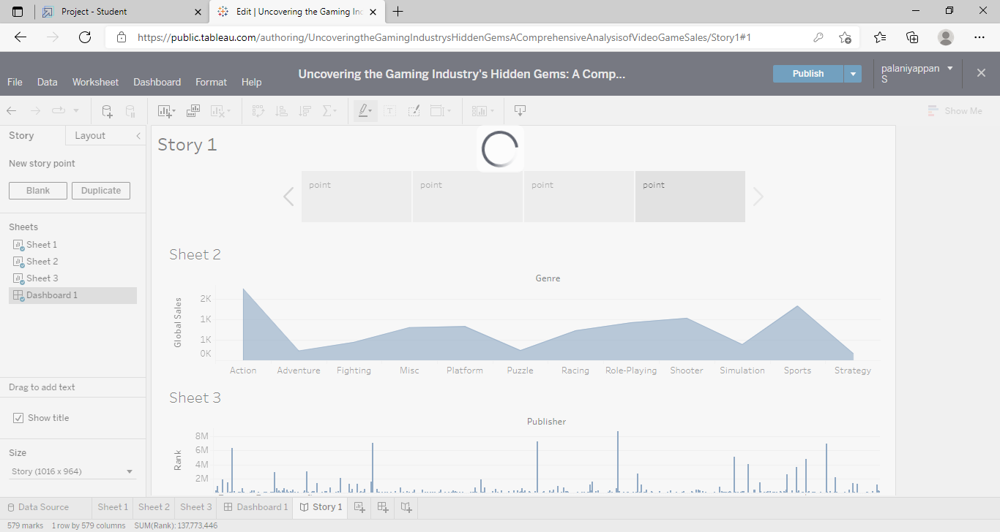 Project - Student
Edit | Uncovering the Gaming Inc
https://public.tableau.com/authoring/UncoveringtheGamingIndustrysHiddenGemsAComprehensiveAnalysisofVideoGameSales/Story1#1
File Data Worksheet Dashboard Format Help
Uncovering the Gaming Industry's Hidden Gems: A Comp...
Publish
palaniyappan
S
Show Me
Story Layout
New story point
Blank Duplicate
Sheets
Sheet 1
Sheet 2
Sheet 3
Dashboard 1
Drag to add text
Show title
Size
Story (1016 x 964)
Story 1
point point point point
Sheet 2
Genre
Global Sales
2K
1K
1K
0K
Action Adventure Fighting Misc Platform Puzzle Racing Role-Playing Shooter Simulation Sports Strategy
Sheet 3
Publisher
Rank
8M
6M
4M
2M
Data Source Sheet 1 Sheet 2 Sheet 3 Dashboard 1 Story 1
579 marks 1 row by 579 columns SUM(Rank): 137,773,446